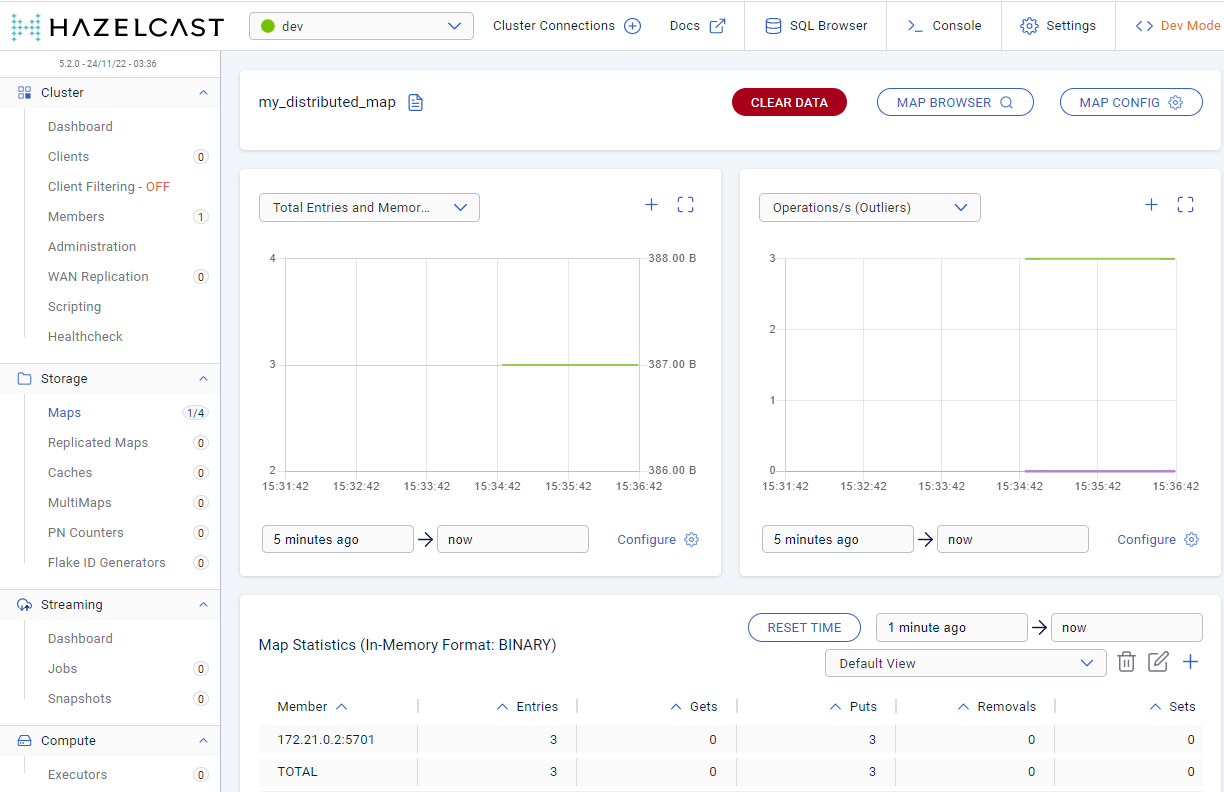 HAZELCAST
dev
Cluster Connections
Docs
SQL Browser
Console
Settings
Dev Mode
5.2.0 - 24/11/22 - 03:36
Cluster
Dashboard
Clients 0
Client Filtering - OFF
Members 1
Administration
WAN Replication 0
Scripting
Healthcheck
Storage
Maps 1/4
Replicated Maps 0
Caches 0
MultiMaps 0
PN Counters 0
Flake ID Generators 0
Streaming
Dashboard
Jobs 0
Snapshots 0
Compute
Executors 0
my_distributed_map
CLEAR DATA
MAP BROWSER
MAP CONFIG
Total Entries and Memor...
4 388.00 B
3 387.00 B
2 386.00 B
15:31:42 15:32:42 15:33:42 15:34:42 15:35:42 15:36:42
5 minutes ago now Configure
Operations/s (Outliers)
3
2
1
0
15:31:42 15:32:42 15:33:42 15:34:42 15:35:42 15:36:42
5 minutes ago now Configure
Map Statistics (In-Memory Format: BINARY)
RESET TIME 1 minute ago now
Default View
Member Entries Gets Puts Removals Sets
172.21.0.2:5701 3 0 3 0 0
TOTAL 3 0 3 0 0